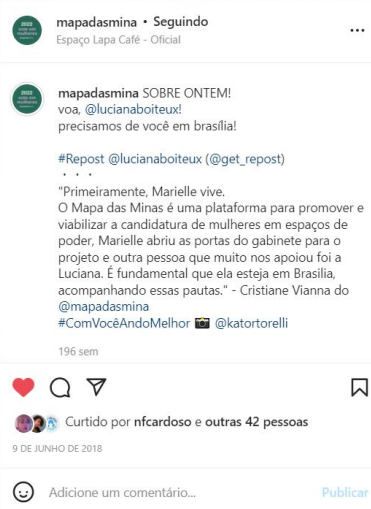 mapadasmina • Seguindo
Espaço Lapa Café - Oficial
mapadasmina SOBRE ONTEM!
voa, @lucianaboiteux!
precisamos de você em brasília!
#Repost @lucianaboiteux (@get_repost)
・・・
"Primeiramente, Marielle vive.
O Mapa das Minas é uma plataforma para promover e
viabilizar a candidatura de mulheres em espaços de
poder, Marielle abriu as portas do gabinete para o
projeto e outra pessoa que muito nos apoiou foi a
Luciana. É fundamental que ela esteja em Brasilia,
acompanhando essas pautas." - Cristiane Vianna do
@mapadasmina
#ComVocêAndoMelhor 📸 @katortorelli
196 sem
Curtido por nfcardoso e outras 42 pessoas
9 DE JUNHO DE 2018
Adicione um comentário...
Publicar